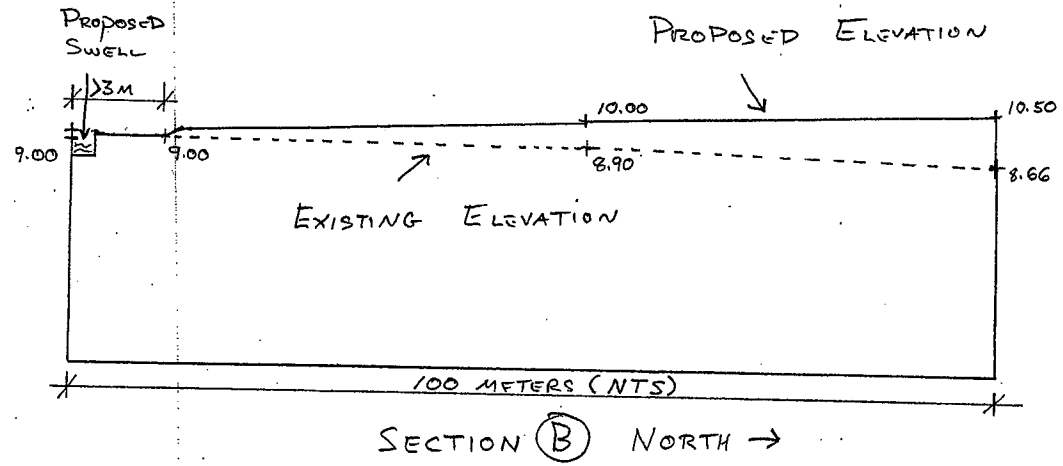 PROPOSED
SWELL
>3M
PROPOSED ELEVATION
10.00
10.50
9.00
9.00
8.90
8.66
EXISTING ELEVATION
100 METERS (NTS)
SECTION B NORTH →